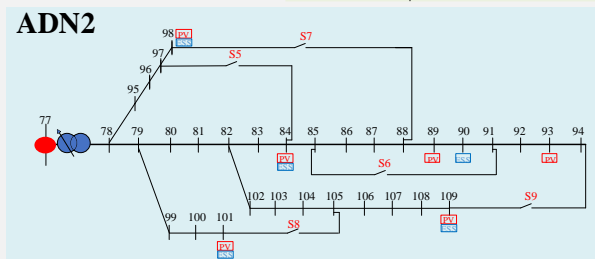 ADN2
98 PV
ESS
S7
97
S5
96
95
77
78 79 80 81 82 83 84 85 86 87 88 89 90 91 92 93 94
PV
ESS
PV ESS PV
S6
102 103 104 105 106 107 108 109
S9
PV
ESS
99 100 101
S8
PV
ESS